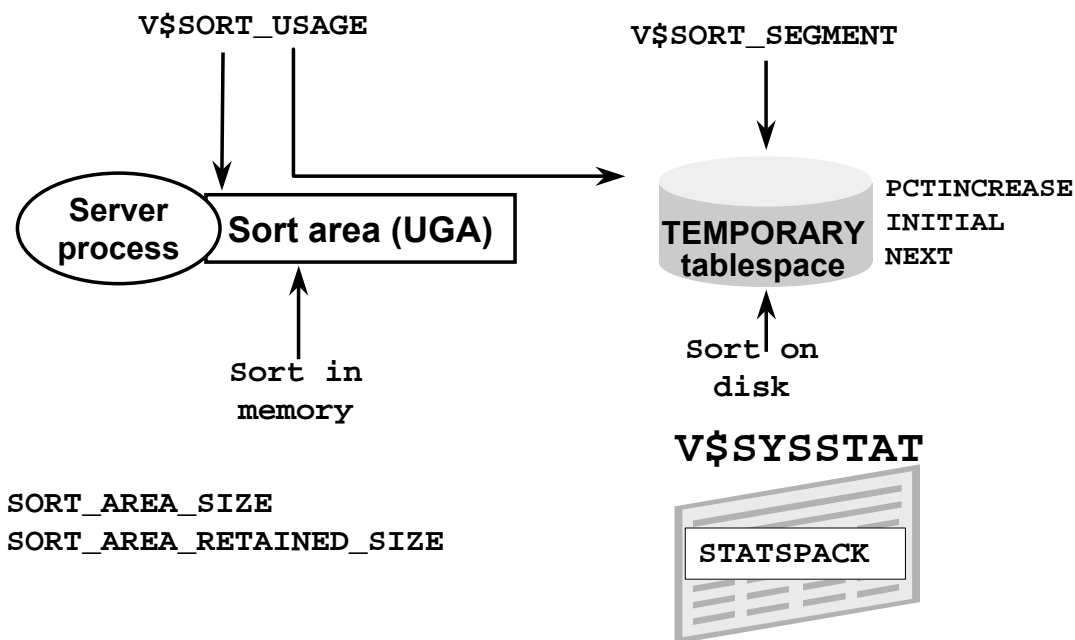 V$SORT_USAGE
V$SORT_SEGMENT
Server
process
Sort area (UGA)
TEMPORARY
tablespace
PCTINCREASE
INITIAL
NEXT
Sort in
memory
Sort on
disk
V$SYSSTAT
STATSPACK
SORT_AREA_SIZE
SORT_AREA_RETAINED_SIZE